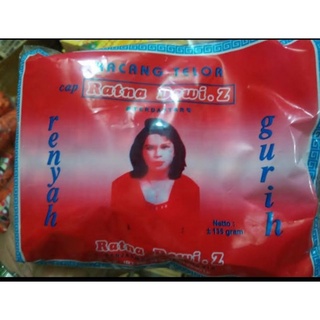 KACANG TELOR
cap Ratna Dewi.Z
renyah
gurih
Netto :
Ratna Dewi.Z